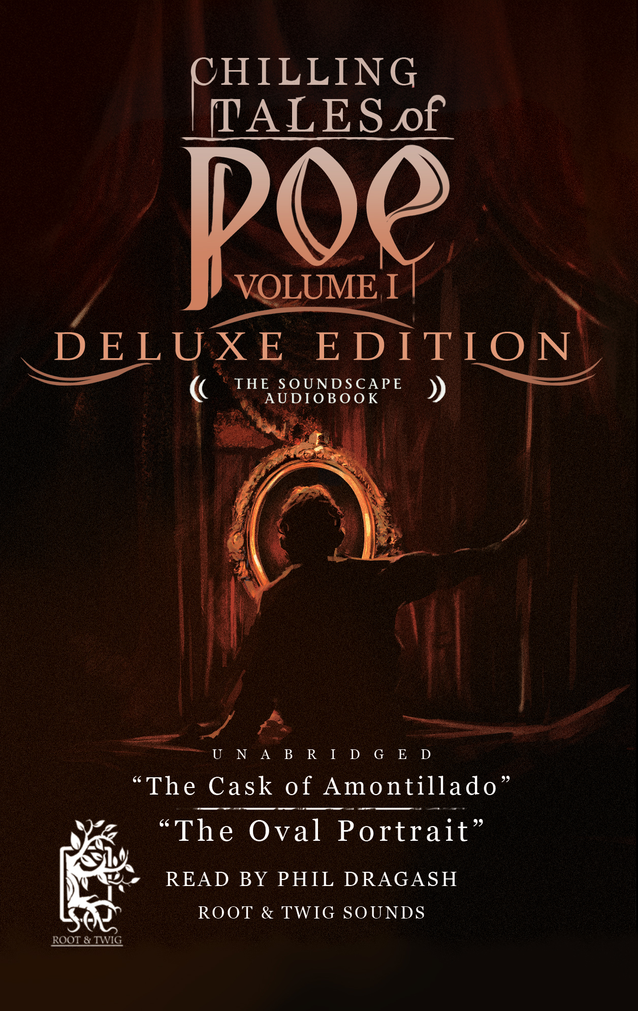 CHILLING
TALES of
Poe
VOLUME I
DELUXE EDITION
THE SOUNDSCAPE
AUDIOBOOK
UNABRIDGED
“The Cask of Amontillado”
“The Oval Portrait”
READ BY PHIL DRAGASH
ROOT & TWIG SOUNDS
ROOT & TWIG